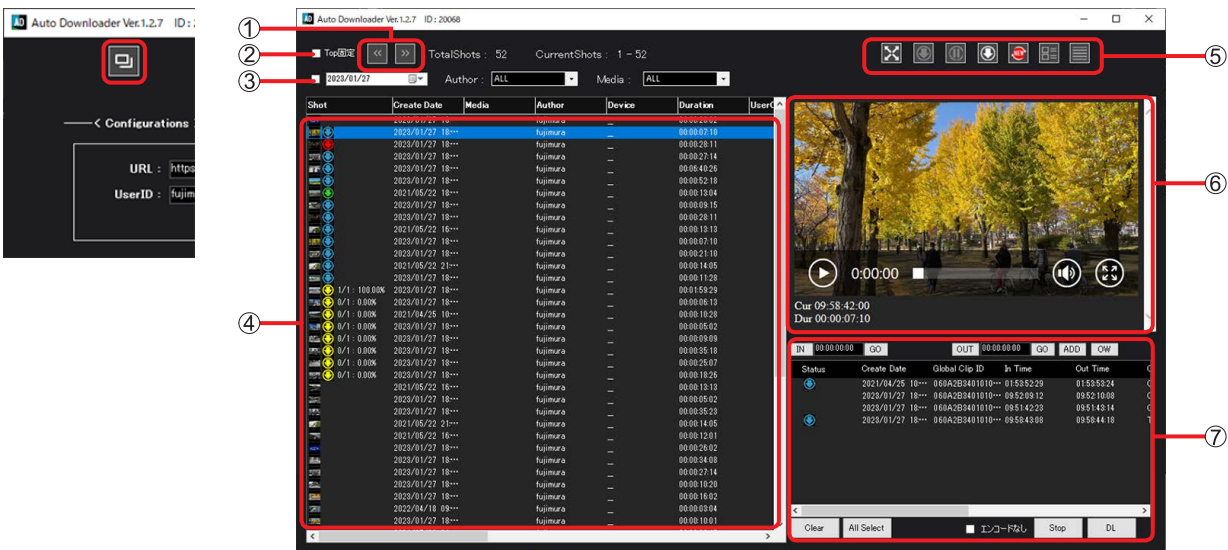 Auto Downloader Ver.1.2.7 ID :
< Configurations
URL : https
UserID : fujim
Auto Downloader Ver.1.2.7 ID : 20068
① ② ③ ④ ⑤ ⑥ ⑦
Top固定 << >> TotalShots : 52 CurrentShots : 1 - 52
2023/01/27 Author : ALL Media : ALL
NEW
Shot Create Date Media Author Device Duration
2023/01/27 18··· fujimura _ 00:00:07:10
2023/01/27 18··· fujimura _ 00:00:28:11
2023/01/27 18··· fujimura _ 00:00:27:14
2023/01/27 18··· fujimura _ 00:06:40:26
2023/01/27 18··· fujimura _ 00:00:52:18
2021/05/22 18··· fujimura _ 00:00:13:04
2023/01/27 18··· fujimura _ 00:00:09:15
2023/01/27 18··· fujimura _ 00:00:28:11
2021/05/22 16··· fujimura _ 00:00:13:13
2023/01/27 18··· fujimura _ 00:00:07:10
2023/01/27 18··· fujimura _ 00:00:21:10
2021/05/22 21··· fujimura _ 00:00:14:05
2023/01/27 18··· fujimura _ 00:00:11:28
1/1 : 100.00% 2023/01/27 18··· fujimura _ 00:01:59:29
0/1 : 0.00% 2023/01/27 18··· fujimura _ 00:00:06:13
0/1 : 0.00% 2021/04/25 10··· fujimura _ 00:00:10:28
0/1 : 0.00% 2023/01/27 18··· fujimura _ 00:00:05:02
0/1 : 0.00% 2023/01/27 18··· fujimura _ 00:00:09:09
0/1 : 0.00% 2023/01/27 18··· fujimura _ 00:00:35:18
0/1 : 0.00% 2023/01/27 18··· fujimura _ 00:00:25:07
0/1 : 0.00% 2023/01/27 18··· fujimura _ 00:00:18:26
2021/05/22 16··· fujimura _ 00:00:13:13
2023/01/27 18··· fujimura _ 00:00:05:02
2023/01/27 18··· fujimura _ 00:00:35:23
2021/05/22 21··· fujimura _ 00:00:14:05
2021/05/22 16··· fujimura _ 00:00:12:01
2023/01/27 18··· fujimura _ 00:00:26:02
2023/01/27 18··· fujimura _ 00:00:34:08
2023/01/27 18··· fujimura _ 00:00:27:14
2023/01/27 18··· fujimura _ 00:00:10:20
2023/01/27 18··· fujimura _ 00:00:16:02
2022/04/18 09··· fujimura _ 00:00:03:04
2023/01/27 18··· fujimura _ 00:00:10:01
0:00:00
Cur 09:58:42:00
Dur 00:00:07:10
IN 00:00:00:00 GO OUT 00:00:00:00 GO ADD OW
Status Create Date Global Clip ID In Time Out Time
2021/04/25 10··· 060A2B3401010··· 01:53:52:29 01:53:53:24
2023/01/27 18··· 060A2B3401010··· 09:52:09:12 09:52:10:08
2023/01/27 18··· 060A2B3401010··· 09:51:42:23 09:51:43:14
2023/01/27 18··· 060A2B3401010··· 09:58:43:08 09:58:44:18
Clear All Select エンコードなし Stop DL